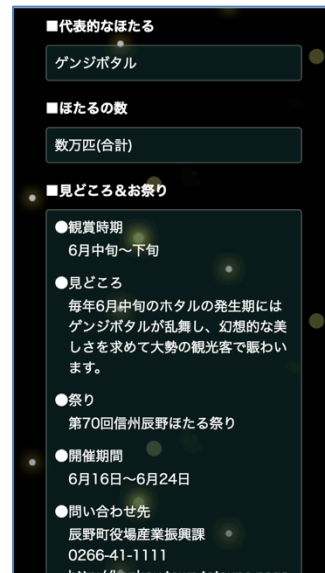 ■代表的なほたる
ゲンジボタル
■ほたるの数
数万匹(合計)
■見どころ＆お祭り
●観賞時期
6月中旬〜下旬
●見どころ
毎年6月中旬のホタルの発生期には
ゲンジボタルが乱舞し、幻想的な美
しさを求めて大勢の観光客で賑わい
ます。
●祭り
第70回信州辰野ほたる祭り
●開催期間
6月16日〜6月24日
●問い合わせ先
辰野町役場産業振興課
0266-41-1111